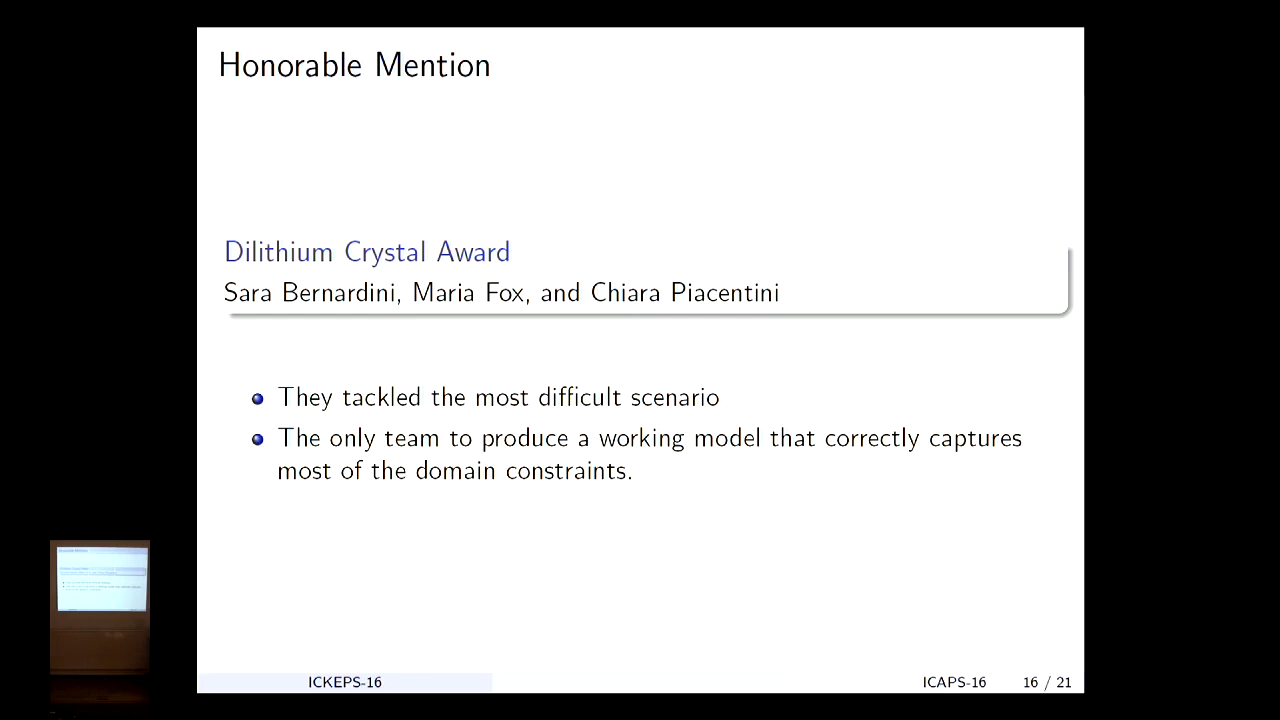 Honorable Mention
Dilithium Crystal Award
Sara Bernardini, Maria Fox, and Chiara Piacentini
They tackled the most difficult scenario
The only team to produce a working model that correctly captures
most of the domain constraints.
ICKEPS-16
ICAPS-16 16 / 21